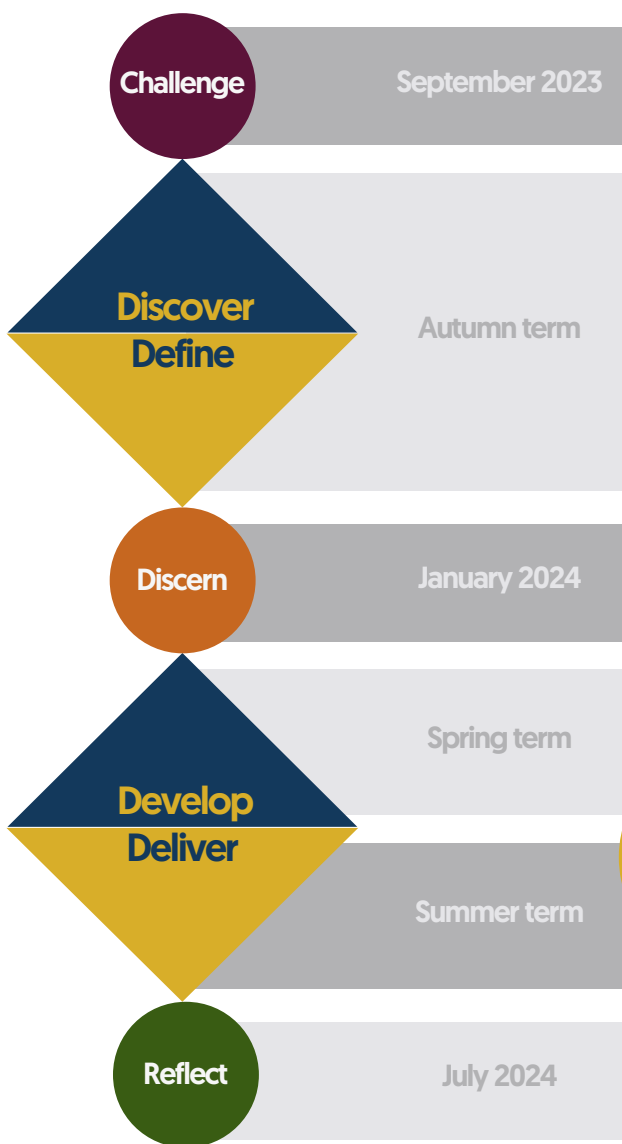 Challenge
September 2023
Discover
Define
Autumn term
Discern
January 2024
Spring term
Develop
Deliver
Summer term
Reflect
July 2024